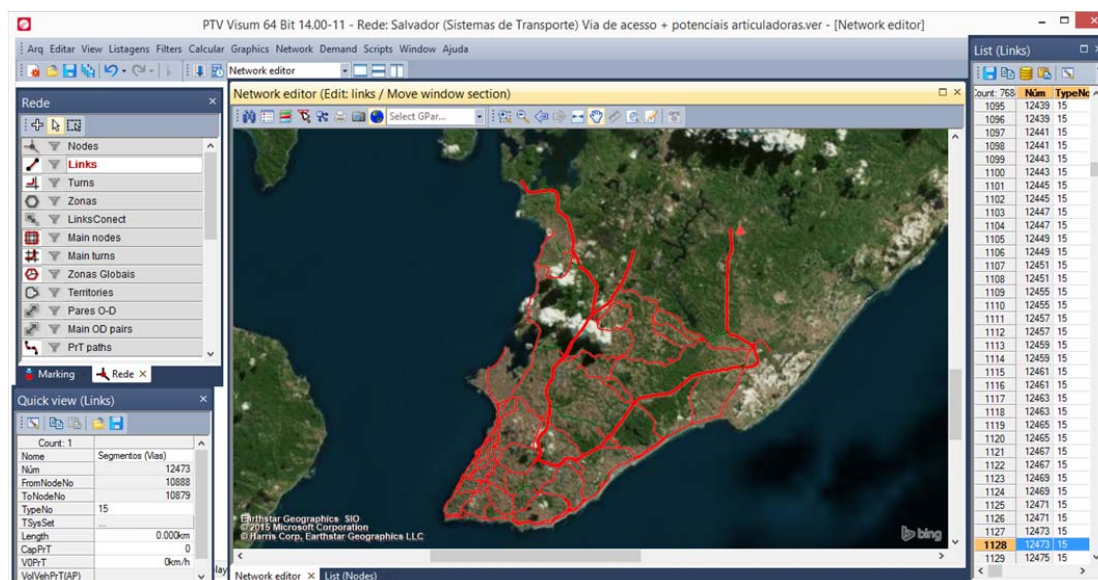 PTV Visum 64 Bit 14.00-11 - Rede: Salvador (Sistemas de Transporte) Via de acesso + potenciais articuladoras.ver - [Network editor]
Arq Editar View Listagens Filters Calcular Graphics Network Demand Scripts Window Ajuda
Network editor
Rede
Nodes
Links
Turns
Zonas
LinksConect
Main nodes
Main turns
Zonas Globais
Territories
Pares O-D
Main OD pairs
PrT paths
Marking Rede
Quick view (Links)
Count: 1
Nome Segmentos (Vias)
Núm 12473
FromNodeNo 10888
ToNodeNo 10879
TypeNo 15
TSysSet ...
Length 0.000km
CapPrT 0
V0PrT 0km/h
VolVehPrT(AP)
Network editor (Edit: links / Move window section)
Select GPar...
Earthstar Geographics SIO
© 2015 Microsoft Corporation
© Harris Corp, Earthstar Geographics LLC
bing
Network editor List (Nodes)
List (Links)
Count: 768 Núm TypeNo
1095 12439 15
1096 12439 15
1097 12441 15
1098 12441 15
1099 12443 15
1100 12443 15
1101 12445 15
1102 12445 15
1103 12447 15
1104 12447 15
1105 12449 15
1106 12449 15
1107 12451 15
1108 12451 15
1109 12455 15
1110 12455 15
1111 12457 15
1112 12457 15
1113 12459 15
1114 12459 15
1115 12461 15
1116 12461 15
1117 12463 15
1118 12463 15
1119 12465 15
1120 12465 15
1121 12467 15
1122 12467 15
1123 12469 15
1124 12469 15
1125 12471 15
1126 12471 15
1127 12473 15
1128 12473 15
1129 12475 15